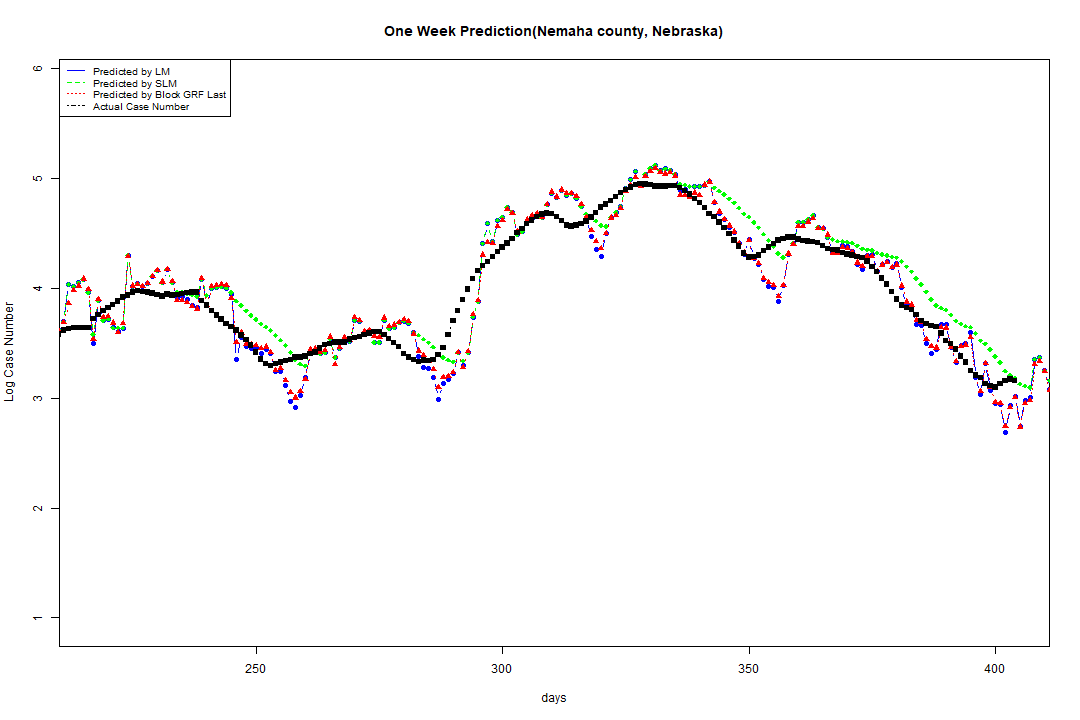 One Week Prediction(Nemaha county, Nebraska)
Predicted by LM
Predicted by SLM
Predicted by Block GRF Last
Actual Case Number
6
5
4
3
2
1
Log Case Number
250
300
350
400
days